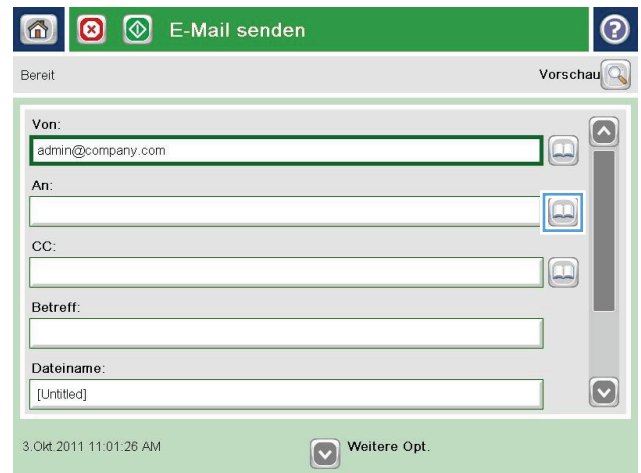 E-Mail senden
Bereit
Vorschau
Von:
admin@company.com
An:
CC:
Betreff:
Dateiname:
[Untitled]
3.Okt.2011 11:01:26 AM
Weitere Opt.